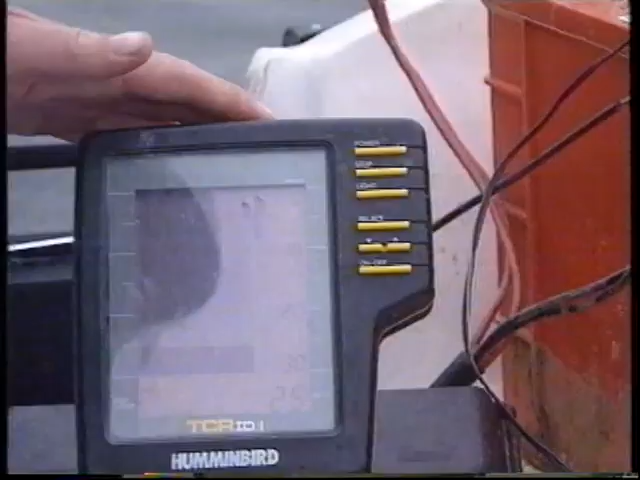 POWER
STOP
LIGHT
SELECT
ON-OFF
TCR ID·1
HUMMINBIRD